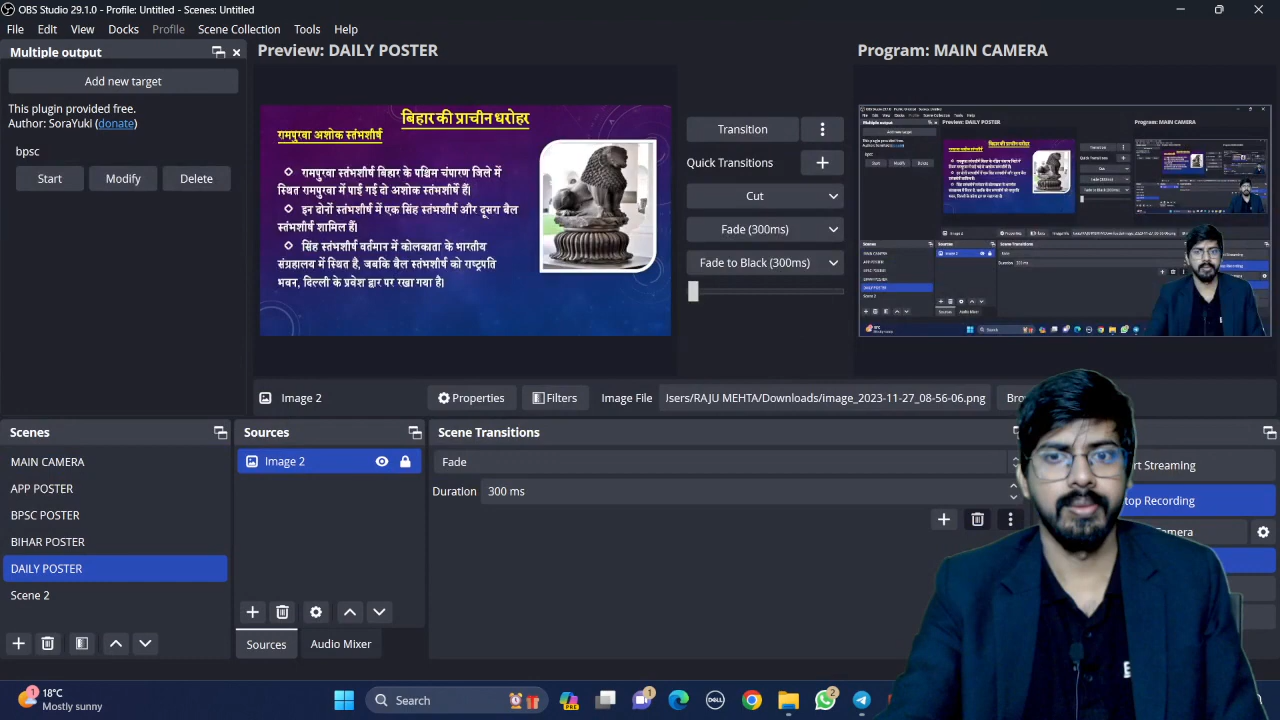 OBS Studio 29.1.0 - Profile: Untitled - Scenes: Untitled
File Edit View Docks Profile Scene Collection Tools Help
Multiple output
Add new target
This plugin provided free.
Author: SoraYuki (donate)
bpsc
Start Modify Delete
Preview: DAILY POSTER
बिहार की प्राचीन धरोहर
रामपुरवा अशोक स्तंभशीर्ष
रामपुरवा स्तंभशीर्ष बिहार के पश्चिम चंपारण जिले में
स्थित रामपुरवा में पाई गई दो अशोक स्तंभशीर्ष हैं।
इन दोनों स्तंभशीर्ष में एक सिंह स्तंभशीर्ष और दूसरा बैल
स्तंभशीर्ष शामिल हैं।
सिंह स्तंभशीर्ष वर्तमान में कोलकाता के भारतीय
संग्रहालय में स्थित है, जबकि बैल स्तंभशीर्ष को राष्ट्रपति
भवन, दिल्ली के प्रवेश द्वार पर रखा गया है।
Transition
Quick Transitions
Cut
Fade (300ms)
Fade to Black (300ms)
Program: MAIN CAMERA
Image 2 Properties Filters Image File Jsers/RAJU MEHTA/Downloads/image_2023-11-27_08-56-06.png
Scenes
MAIN CAMERA
APP POSTER
BPSC POSTER
BIHAR POSTER
DAILY POSTER
Scene 2
Sources
Image 2
Sources Audio Mixer
Scene Transitions
Fade
Duration 300 ms
Streaming
Recording
18°C
Mostly sunny
Search
PRE
1
DELL
2